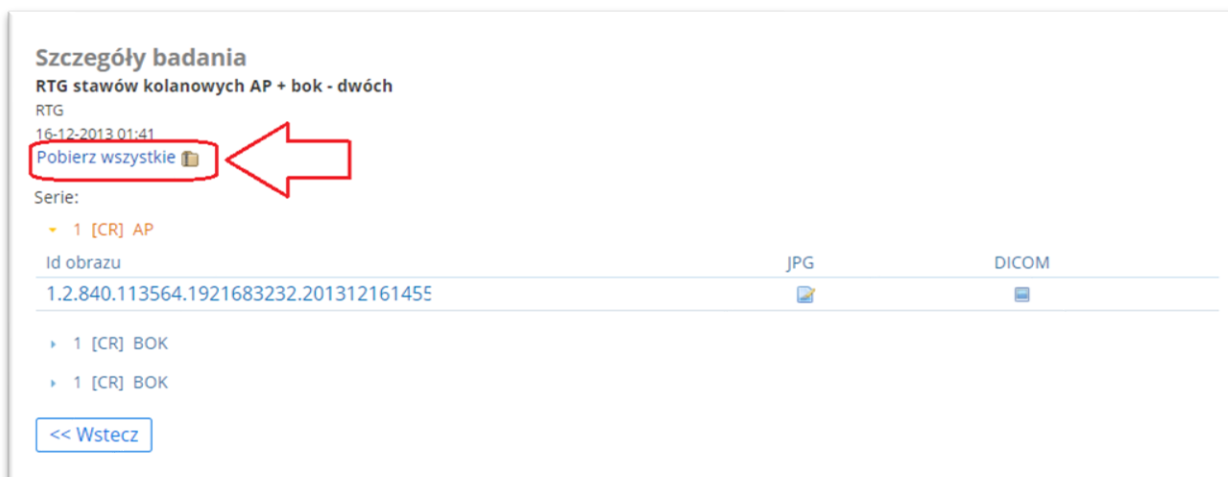 Szczegóły badania
RTG stawów kolanowych AP + bok - dwóch
RTG
16-12-2013 01:41
Pobierz wszystkie
Serie:
1 [CR] AP
Id obrazu JPG DICOM
1.2.840.113564.1921683232.201312161455
1 [CR] BOK
1 [CR] BOK
<< Wstecz